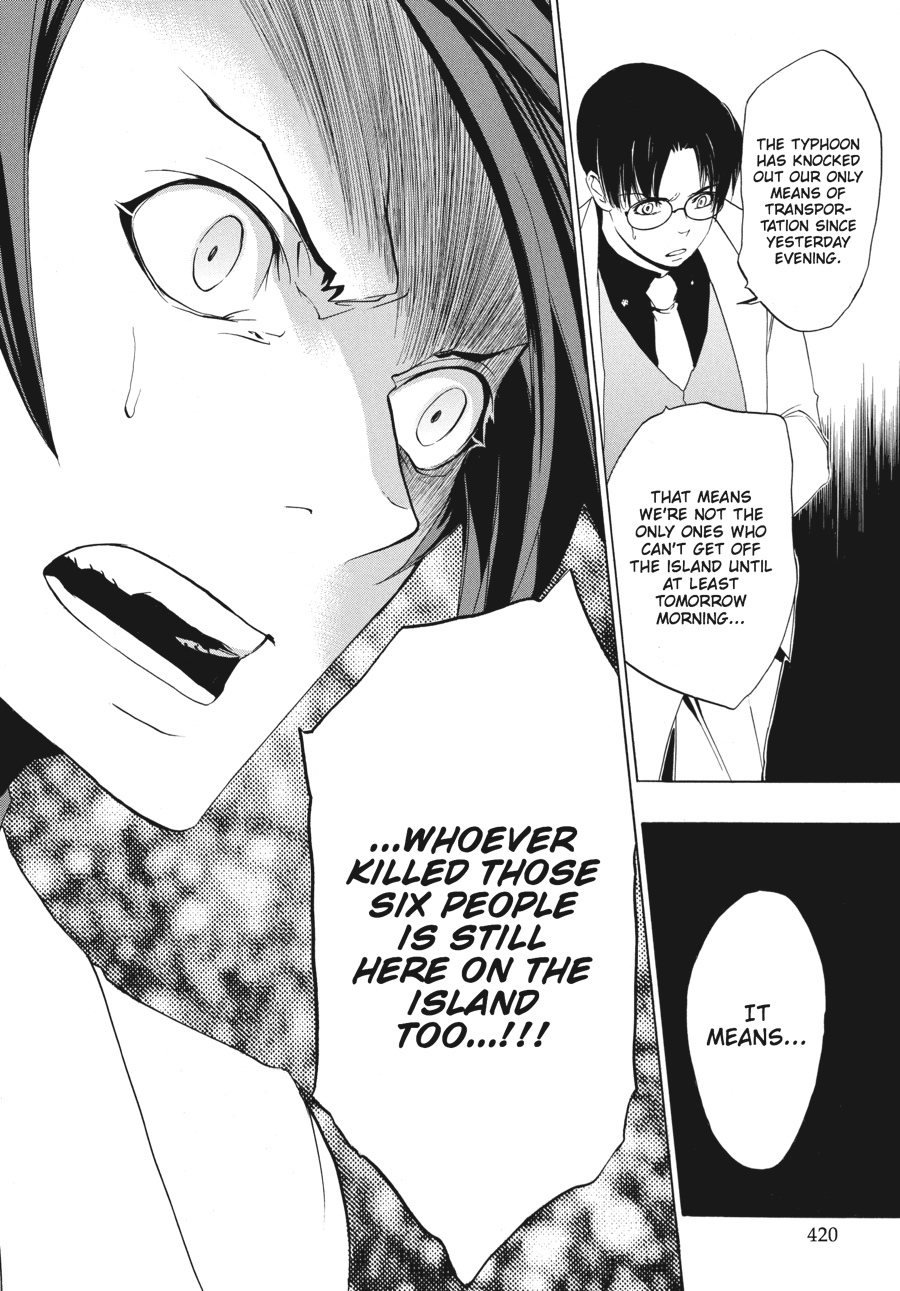 THE TYPHOON
HAS KNOCKED
OUT OUR ONLY
MEANS OF
TRANSPOR-
TATION SINCE
YESTERDAY
EVENING.
THAT MEANS
WE'RE NOT THE
ONLY ONES WHO
CAN'T GET OFF
THE ISLAND UNTIL
AT LEAST
TOMORROW
MORNING...
IT
MEANS...
...WHOEVER
KILLED THOSE
SIX PEOPLE
IS STILL
HERE ON THE
ISLAND
TOO...!!!
420